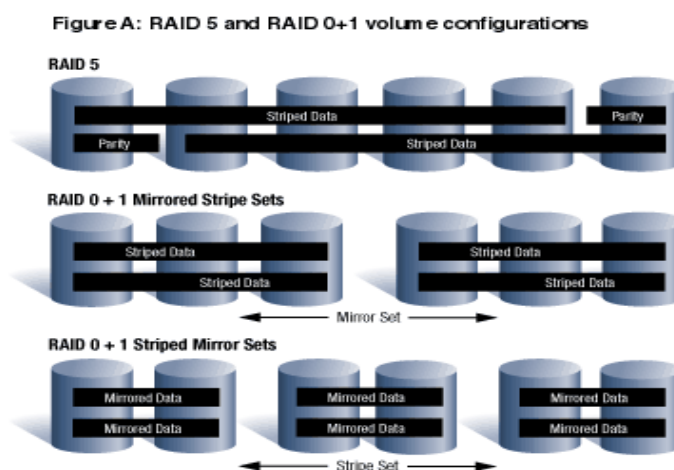 Figure A: RAID 5 and RAID 0+1 volume configurations
RAID 5
Striped Data
Parity
Parity
Striped Data
RAID 0 + 1 Mirrored Stripe Sets
Striped Data
Striped Data
Striped Data
Striped Data
Mirror Set
RAID 0 + 1 Striped Mirror Sets
Mirrored Data
Mirrored Data
Mirrored Data
Mirrored Data
Mirrored Data
Mirrored Data
Stripe Set